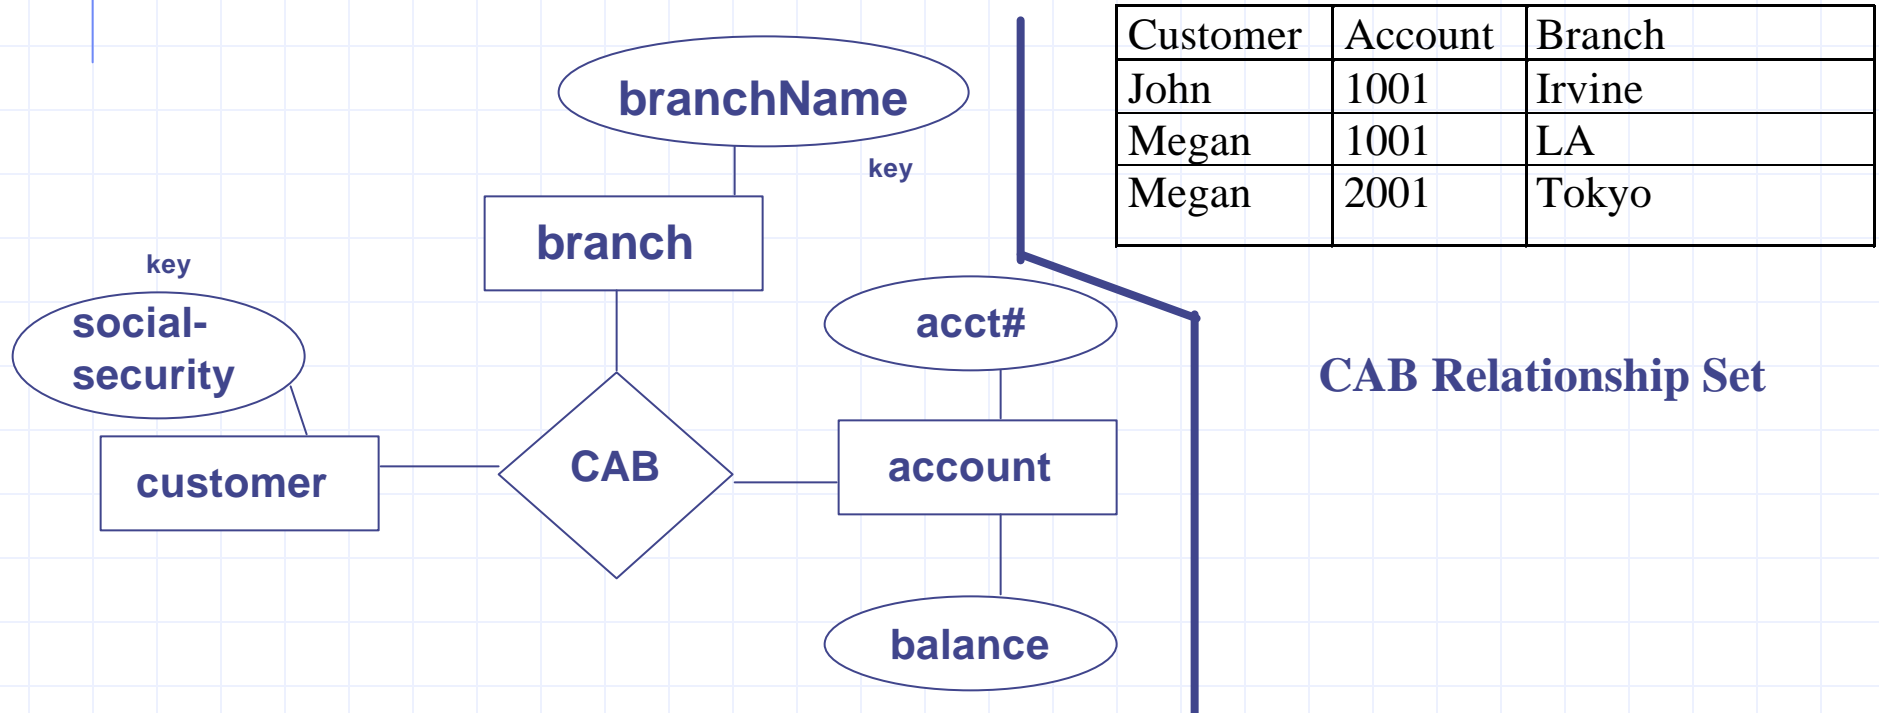 branchName
key
branch
key
social-
security
customer
CAB
acct#
account
balance
Customer Account Branch
John 1001 Irvine
Megan 1001 LA
Megan 2001 Tokyo
CAB Relationship Set